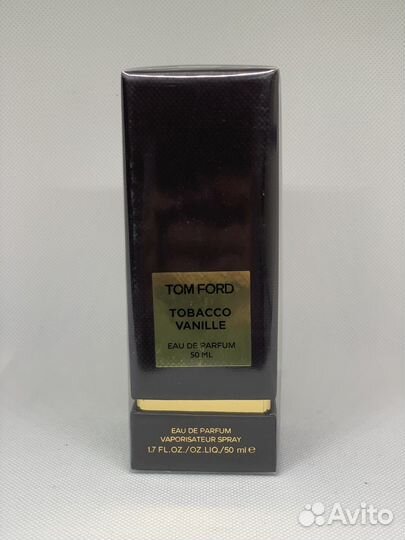 TOM FORD
TOBACCO
VANILLE
EAU DE PARFUM
50 ML
EAU DE PARFUM
VAPORISATEUR SPRAY
1.7 FL.OZ./OZ.LIQ./50 ml ℮
Avito